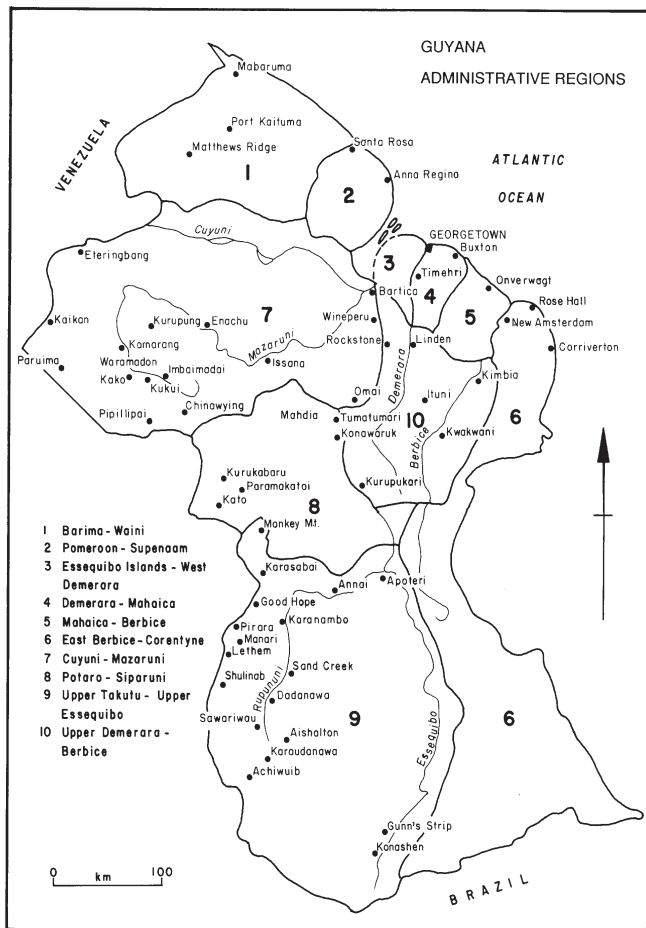 GUYANA
ADMINISTRATIVE REGIONS
Mabaruma
VENEZUELA
Port Kaituma
Matthews Ridge
Santa Rosa
ATLANTIC
OCEAN
1
2
Anna Regina
Cuyuni
GEORGETOWN
Buxton
Eteringbang
3
Timehri
4
Onverwagt
Bartica
Rose Hall
Kaikan
Kurupung
Enachu
7
Wineperu
5
New Amsterdam
Mazaruni
Rockstone
Linden
Corriverton
Kamarang
Paruima
Waramadon
Imbaimadai
Issana
Kako
Kukui
Demerara
Kimbia
Omai
Ituni
6
Chinawying
Pipillipai
Mahdia
Tumatumari
10
Konawaruk
Berbice
Kwakwani
Kurukabaru
Paramakatoi
Kurupukari
Kato
8
Monkey Mt.
1 Barima-Waini
2 Pomeroon-Supenaam
3 Essequibo Islands-West
Demerara
4 Demerara-Mahaica
5 Mahaica-Berbice
6 East Berbice-Corentyne
7 Cuyuni-Mazaruni
8 Potaro-Siparuni
9 Upper Takutu-Upper
Essequibo
10 Upper Demerara-
Berbice
Karasabai
Annai
Apoteri
Good Hope
Karanambo
Pirara
Manari
Lethem
Sand Creek
Shulinab
Rupununi
Dadanawa
Sawariwau
9
6
Essequibo
Aishalton
Karaudanawa
Achiwuib
Gunn's Strip
Konashen
0 100
km
BRAZIL